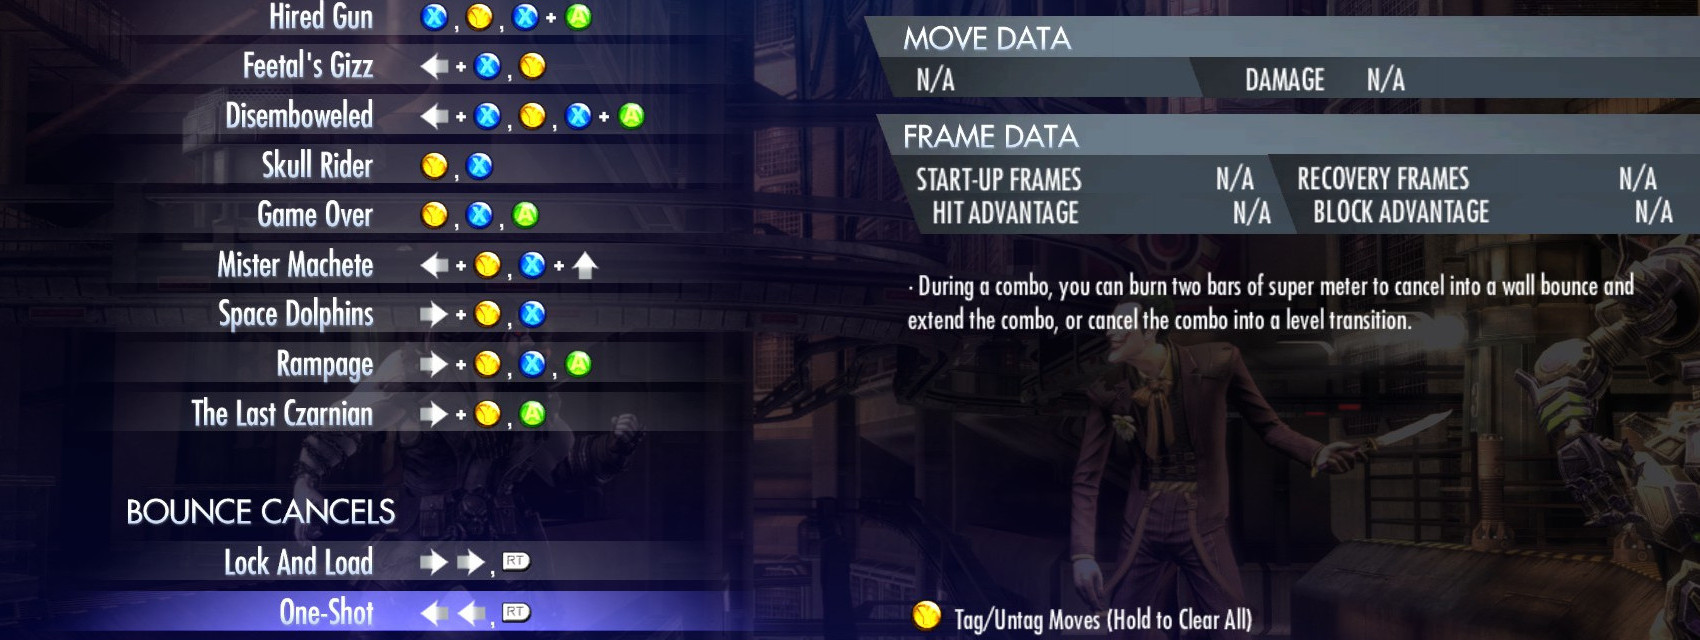 Hired Gun X , Y , X + A
Feetal's Gizz + X , Y
Disemboweled + X , Y , X + A
Skull Rider Y , X
Game Over Y , X , A
Mister Machete + Y , X +
Space Dolphins + Y , X
Rampage + Y , X , A
The Last Czarnian + Y , A
BOUNCE CANCELS
Lock And Load , RT
One-Shot , RT
MOVE DATA
N/A DAMAGE N/A
FRAME DATA
START-UP FRAMES N/A RECOVERY FRAMES N/A
HIT ADVANTAGE N/A BLOCK ADVANTAGE N/A
· During a combo, you can burn two bars of super meter to cancel into a wall bounce and
extend the combo, or cancel the combo into a level transition.
Y Tag/Untag Moves (Hold to Clear All)